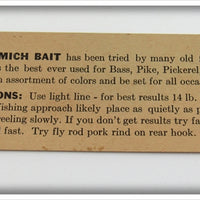 MICH BAIT has been tried by many old
s the best ever used for Bass, Pike, Pickerel
n assortment of colors and be set for all occa
ONS: Use light line - for best results 14 lb.
ishing approach likely place as quietly as p
reeling slowly. If you don't get results try fa
fast. Try fly rod pork rind on rear hook.